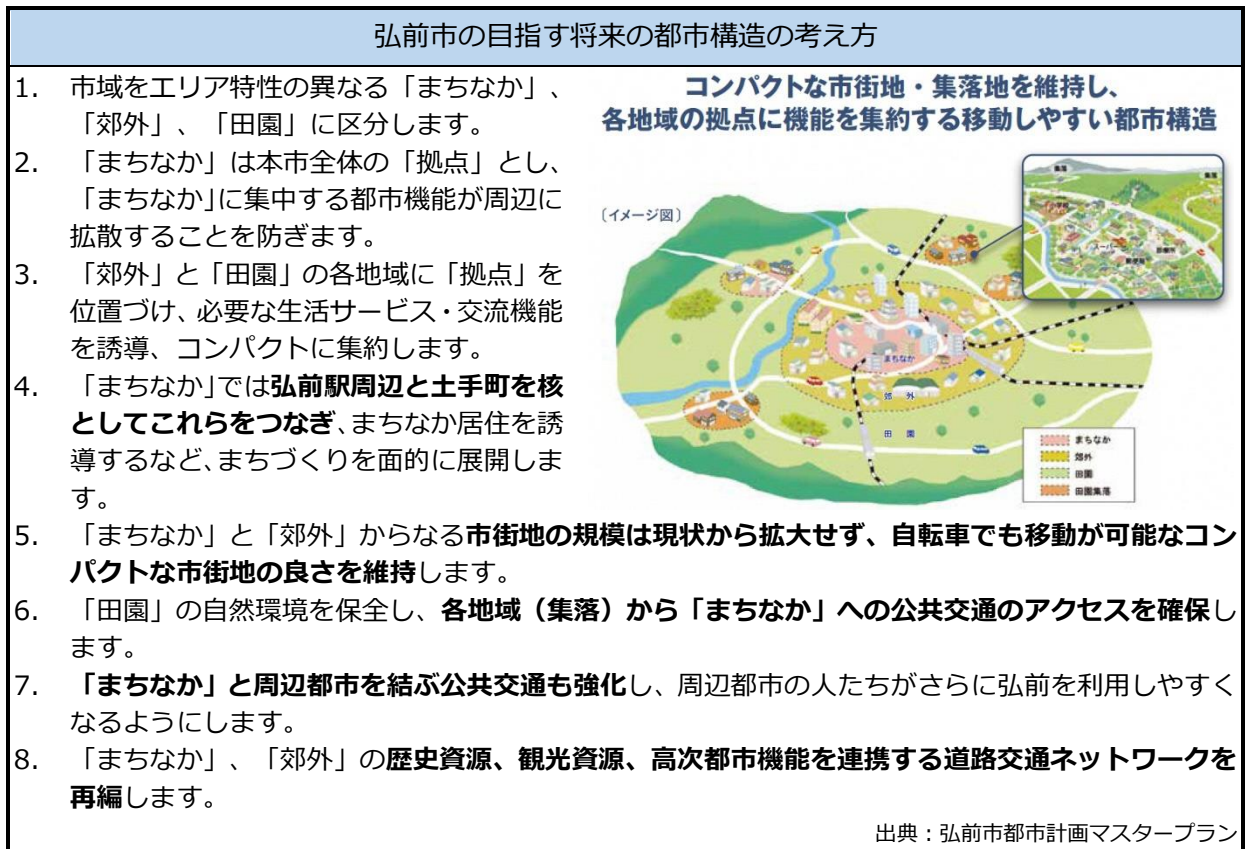 弘前市の目指す将来の都市構造の考え方
1. 市域をエリア特性の異なる「まちなか」、
「郊外」、「田園」に区分します。
2. 「まちなか」は本市全体の「拠点」とし、
「まちなか」に集中する都市機能が周辺に
拡散することを防ぎます。
3. 「郊外」と「田園」の各地域に「拠点」を
位置づけ、必要な生活サービス・交流機能
を誘導、コンパクトに集約します。
4. 「まちなか」では弘前駅周辺と土手町を核
としてこれらをつなぎ、まちなか居住を誘
導するなど、まちづくりを面的に展開しま
す。
コンパクトな市街地・集落地を維持し、
各地域の拠点に機能を集約する移動しやすい都市構造
〔イメージ図〕
集落
集落
小学校
スーパー
郵便局
まちなか
郊外
田園
まちなか
郊外
田園
田園集落
5. 「まちなか」と「郊外」からなる市街地の規模は現状から拡大せず、自転車でも移動が可能なコン
パクトな市街地の良さを維持します。
6. 「田園」の自然環境を保全し、各地域（集落）から「まちなか」への公共交通のアクセスを確保し
ます。
7. 「まちなか」と周辺都市を結ぶ公共交通も強化し、周辺都市の人たちがさらに弘前を利用しやすく
なるようにします。
8. 「まちなか」、「郊外」の歴史資源、観光資源、高次都市機能を連携する道路交通ネットワークを
再編します。
出典：弘前市都市計画マスタープラン